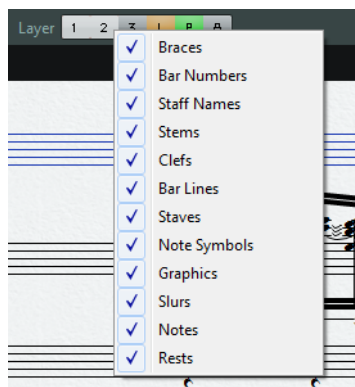 Layer 1 2 3 L P A
Braces
Bar Numbers
Staff Names
Stems
Clefs
Bar Lines
Staves
Note Symbols
Graphics
Slurs
Notes
Rests